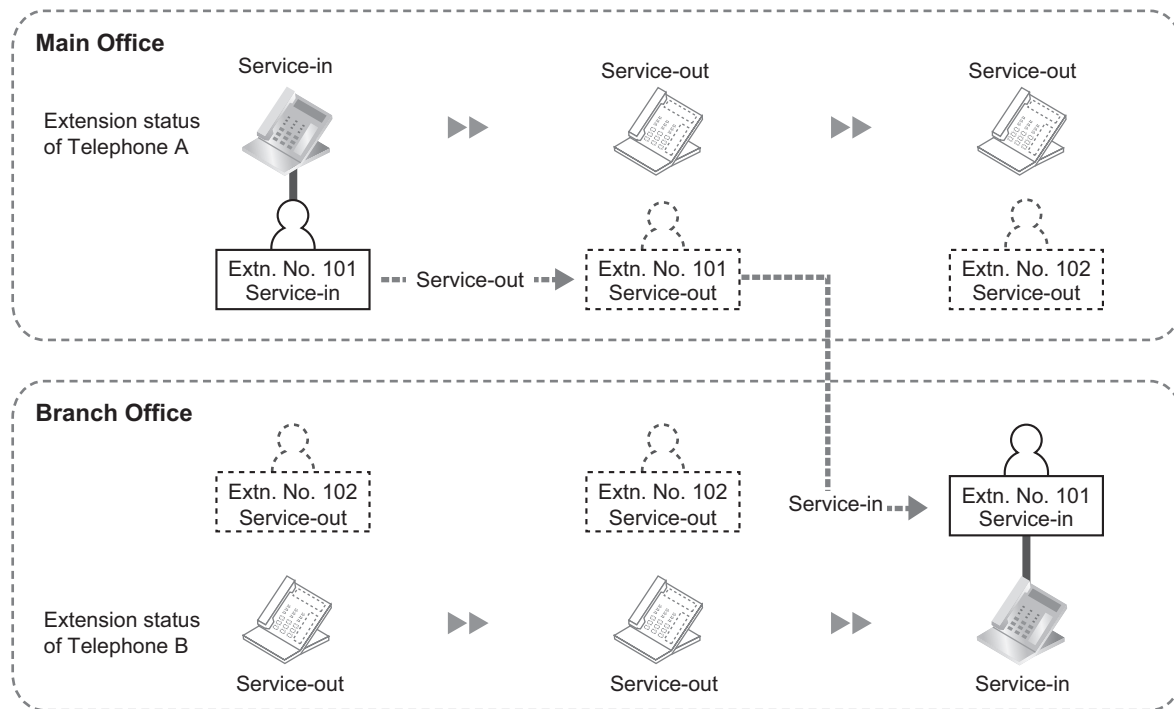 Main Office
Service-in
Service-out
Service-out
Extension status
of Telephone A
Extn. No. 101
Service-in
Service-out
Extn. No. 101
Service-out
Extn. No. 102
Service-out
Branch Office
Extn. No. 102
Service-out
Extn. No. 102
Service-out
Service-in
Extn. No. 101
Service-in
Extension status
of Telephone B
Service-out
Service-out
Service-in